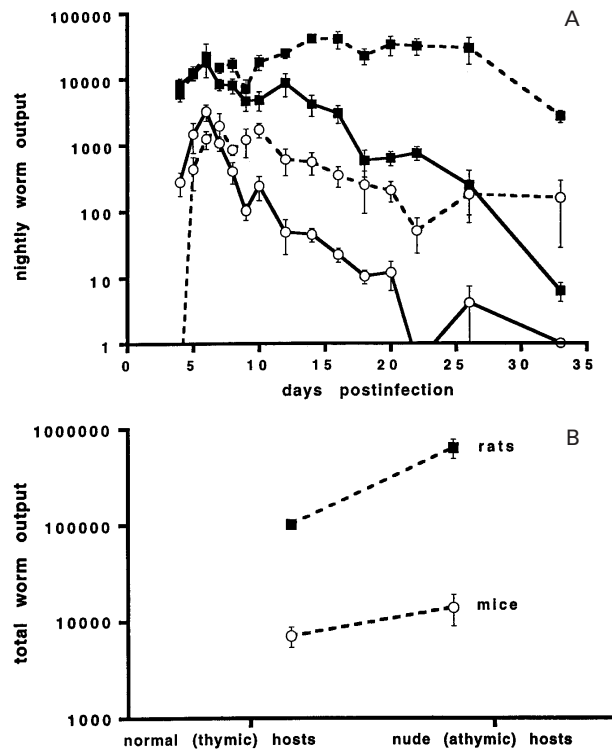 A
100000
10000
1000
100
10
1
nightly worm output
0 5 10 15 20 25 30 35
days postinfection
B
1000000
100000
10000
1000
total worm output
rats
mice
normal (thymic) hosts
nude (athymic) hosts